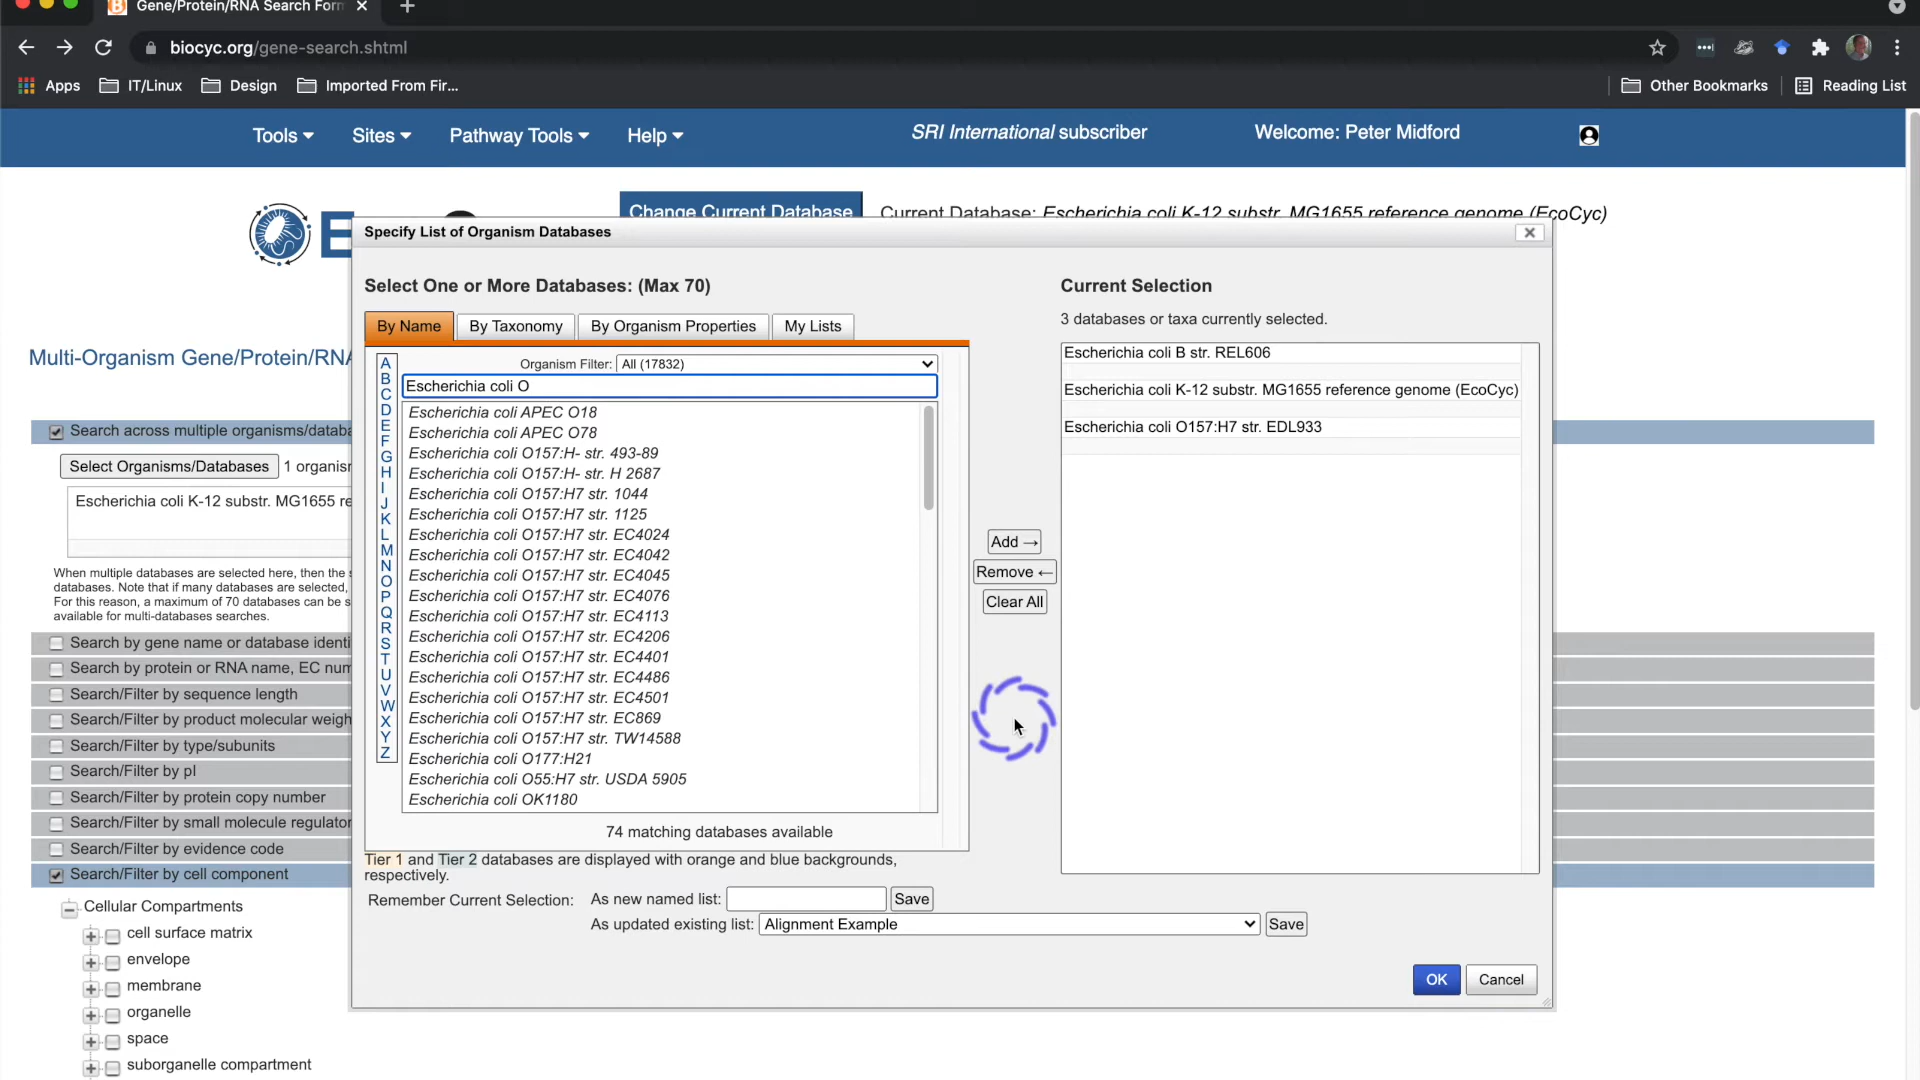 Gene/Protein/RNA Search Form
biocyc.org/gene-search.shtml
Apps
IT/Linux
Design
Imported From Fir...
Other Bookmarks
Reading List
Tools
Sites
Pathway Tools
Help
SRI International subscriber
Welcome: Peter Midford
Change Current Database
Current Database: Escherichia coli K-12 substr. MG1655 reference genome (EcoCyc)
Specify List of Organism Databases
Select One or More Databases: (Max 70)
By Name
By Taxonomy
By Organism Properties
My Lists
Organism Filter:
All (17832)
Escherichia coli O
A
B
C
D
E
F
G
H
I
J
K
L
M
N
O
P
Q
R
S
T
U
V
W
X
Y
Z
Escherichia coli APEC O18
Escherichia coli APEC O78
Escherichia coli O157:H- str. 493-89
Escherichia coli O157:H- str. H 2687
Escherichia coli O157:H7 str. 1044
Escherichia coli O157:H7 str. 1125
Escherichia coli O157:H7 str. EC4024
Escherichia coli O157:H7 str. EC4042
Escherichia coli O157:H7 str. EC4045
Escherichia coli O157:H7 str. EC4076
Escherichia coli O157:H7 str. EC4113
Escherichia coli O157:H7 str. EC4206
Escherichia coli O157:H7 str. EC4401
Escherichia coli O157:H7 str. EC4486
Escherichia coli O157:H7 str. EC4501
Escherichia coli O157:H7 str. EC869
Escherichia coli O157:H7 str. TW14588
Escherichia coli O177:H21
Escherichia coli O55:H7 str. USDA 5905
Escherichia coli OK1180
74 matching databases available
Tier 1 and Tier 2 databases are displayed with orange and blue backgrounds,
respectively.
Add →
Remove ←
Clear All
Current Selection
3 databases or taxa currently selected.
Escherichia coli B str. REL606
Escherichia coli K-12 substr. MG1655 reference genome (EcoCyc)
Escherichia coli O157:H7 str. EDL933
Remember Current Selection:
As new named list:
Save
As updated existing list:
Alignment Example
Save
OK
Cancel
Multi-Organism Gene/Protein/RNA
Search across multiple organisms/databa
Select Organisms/Databases
1 organism
Escherichia coli K-12 substr. MG1655 re
When multiple databases are selected here, then the s
databases. Note that if many databases are selected,
For this reason, a maximum of 70 databases can be s
available for multi-databases searches.
Search by gene name or database identi
Search by protein or RNA name, EC num
Search/Filter by sequence length
Search/Filter by product molecular weigh
Search/Filter by type/subunits
Search/Filter by pI
Search/Filter by protein copy number
Search/Filter by small molecule regulator
Search/Filter by evidence code
Search/Filter by cell component
Cellular Compartments
cell surface matrix
envelope
membrane
organelle
space
suborganelle compartment